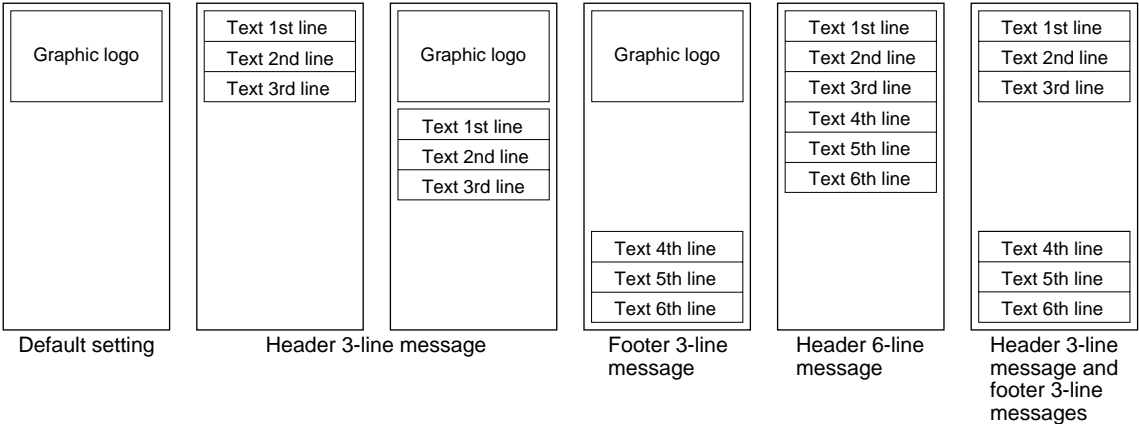 Graphic logo
Default setting
Text 1st line
Text 2nd line
Text 3rd line
Graphic logo
Text 1st line
Text 2nd line
Text 3rd line
Header 3-line message
Graphic logo
Text 4th line
Text 5th line
Text 6th line
Footer 3-line
message
Text 1st line
Text 2nd line
Text 3rd line
Text 4th line
Text 5th line
Text 6th line
Header 6-line
message
Text 1st line
Text 2nd line
Text 3rd line
Text 4th line
Text 5th line
Text 6th line
Header 3-line
message and
footer 3-line
messages